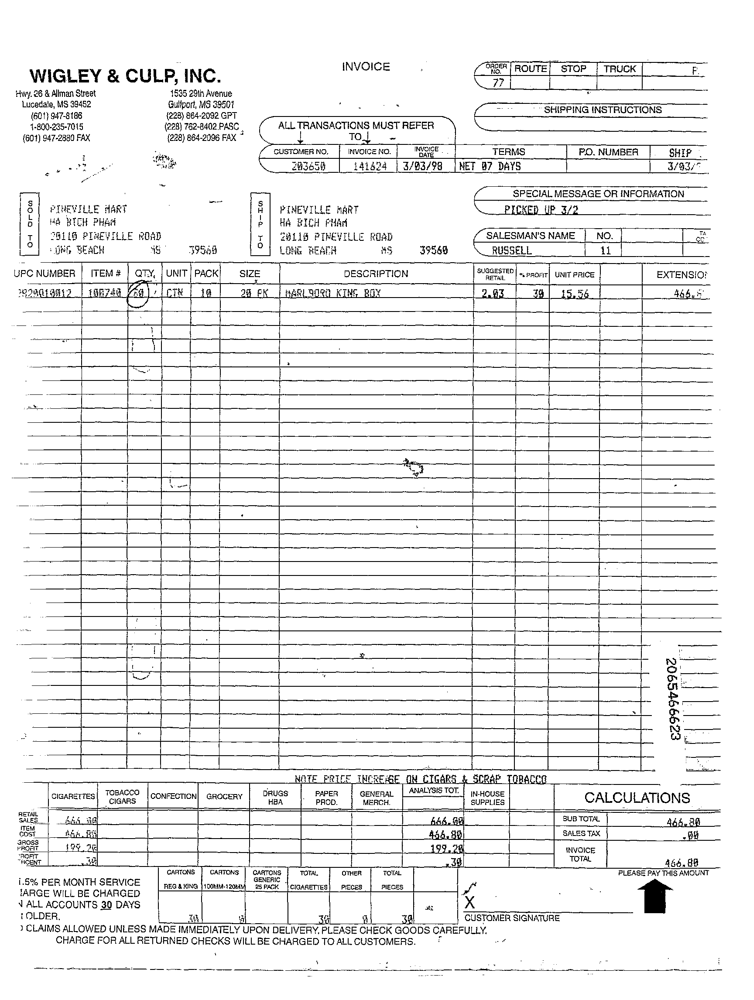 INVOICE
WIGLEY & CULP, INC.
Hwy. 26 & Allman Street
Lucedale, MS 39452
(601) 947-8186
1-800-235-7015
(601) 947-2880 FAX
1535 29th Avenue
Gulfport, MS 39501
(228) 864-2092 GPT
(228) 762-8402 PASC
(228) 864-2096 FAX
ORDER NO. ROUTE STOP TRUCK P.
77
SHIPPING INSTRUCTIONS
ALL TRANSACTIONS MUST REFER
TO
CUSTOMER NO. INVOICE NO. INVOICE DATE TERMS P.O. NUMBER SHIP
203650 141624 3/03/98 NET 07 DAYS 3/03/
SPECIAL MESSAGE OR INFORMATION
PICKED UP 3/2
SALESMAN'S NAME NO.
RUSSELL 11
SOLD TO
PINEVILLE MART
HA BICH PHAM
20110 PINEVILLE ROAD
LONG BEACH MS 39560
SHIP TO
PINEVILLE MART
HA BICH PHAM
20110 PINEVILLE ROAD
LONG BEACH MS 39560
UPC NUMBER ITEM # QTY. UNIT PACK SIZE DESCRIPTION SUGGESTED RETAIL % PROFIT UNIT PRICE EXTENSION
108740 CTN 10 20 PK MARLBORO KING BOX 2.03 30 15.56 466.
2065466623
NOTE PRICE INCREASE ON CIGARS & SCRAP TOBACCO
CIGARETTES TOBACCO CIGARS CONFECTION GROCERY DRUGS HBA PAPER PROD. GENERAL MERCH. ANALYSIS TOT. IN-HOUSE SUPPLIES CALCULATIONS
RETAIL SALES 666.00 666.00 SUB TOTAL 466.80
ITEM COST 466.80 466.80 SALES TAX .00
GROSS PROFIT 199.20 199.20 INVOICE TOTAL 466.80
.30 .30
PLEASE PAY THIS AMOUNT
CARTONS REG & KING CARTONS 100MM-120MM CARTONS GENERIC 25 PACK TOTAL CIGARETTES OTHER PIECES TOTAL PIECES
30 0 30 0 30
1.5% PER MONTH SERVICE
HARGE WILL BE CHARGED
N ALL ACCOUNTS 30 DAYS
OLDER.
X
CUSTOMER SIGNATURE
CLAIMS ALLOWED UNLESS MADE IMMEDIATELY UPON DELIVERY. PLEASE CHECK GOODS CAREFULLY.
CHARGE FOR ALL RETURNED CHECKS WILL BE CHARGED TO ALL CUSTOMERS.